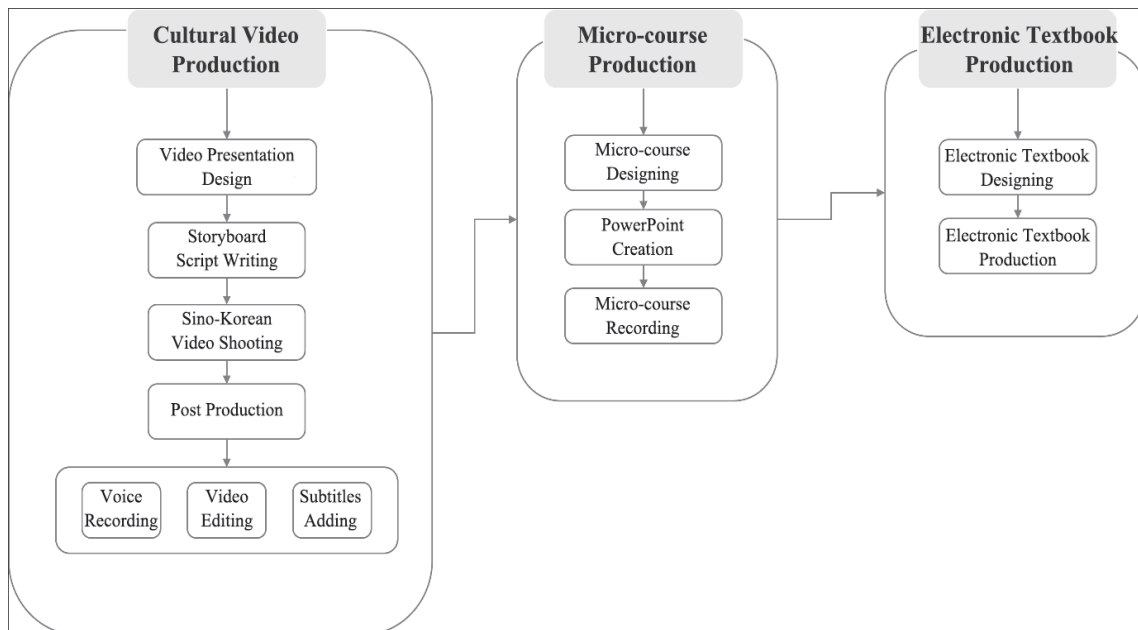 Cultural Video
Production
Video Presentation
Design
Storyboard
Script Writing
Sino-Korean
Video Shooting
Post Production
Voice
Recording
Video
Editing
Subtitles
Adding
Micro-course
Production
Micro-course
Designing
PowerPoint
Creation
Micro-course
Recording
Electronic Textbook
Production
Electronic Textbook
Designing
Electronic Textbook
Production